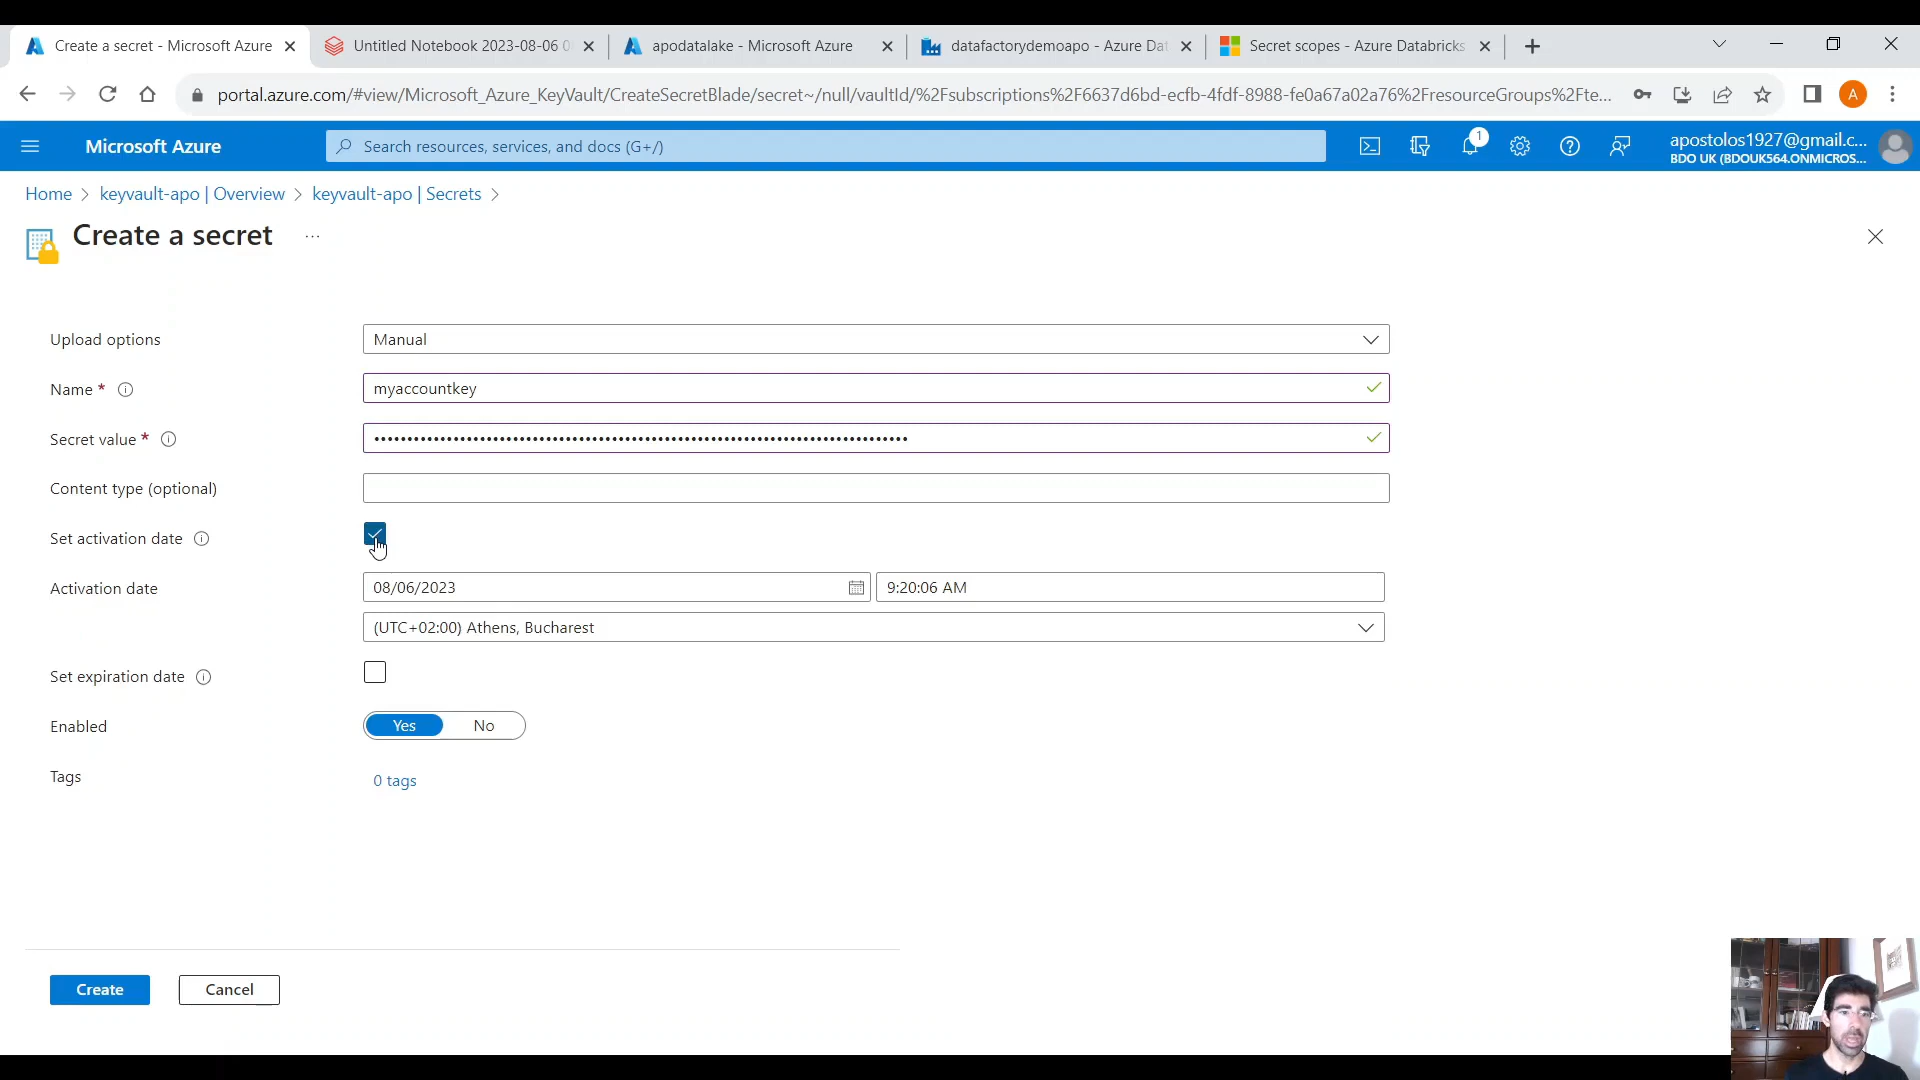 Create a secret - Microsoft Azure
Untitled Notebook 2023-08-06 0
apodatalake - Microsoft Azure
datafactorydemoapo - Azure Dat
Secret scopes - Azure Databricks
portal.azure.com/#view/Microsoft_Azure_KeyVault/CreateSecretBlade/secret~/null/vaultId/%2Fsubscriptions%2F6637d6bd-ecfb-4fdf-8988-fe0a67a02a76%2FresourceGroups%2Fte...
A
Microsoft Azure
Search resources, services, and docs (G+/)
1
apostolos1927@gmail.c...
BDO UK (BDOUK564.ONMICROS...
Home > keyvault-apo | Overview > keyvault-apo | Secrets >
Create a secret ...
Upload options
Manual
Name *
myaccountkey
Secret value *
Content type (optional)
Set activation date
Activation date
08/06/2023
9:20:06 AM
(UTC+02:00) Athens, Bucharest
Set expiration date
Enabled
Yes No
Tags
0 tags
Create
Cancel